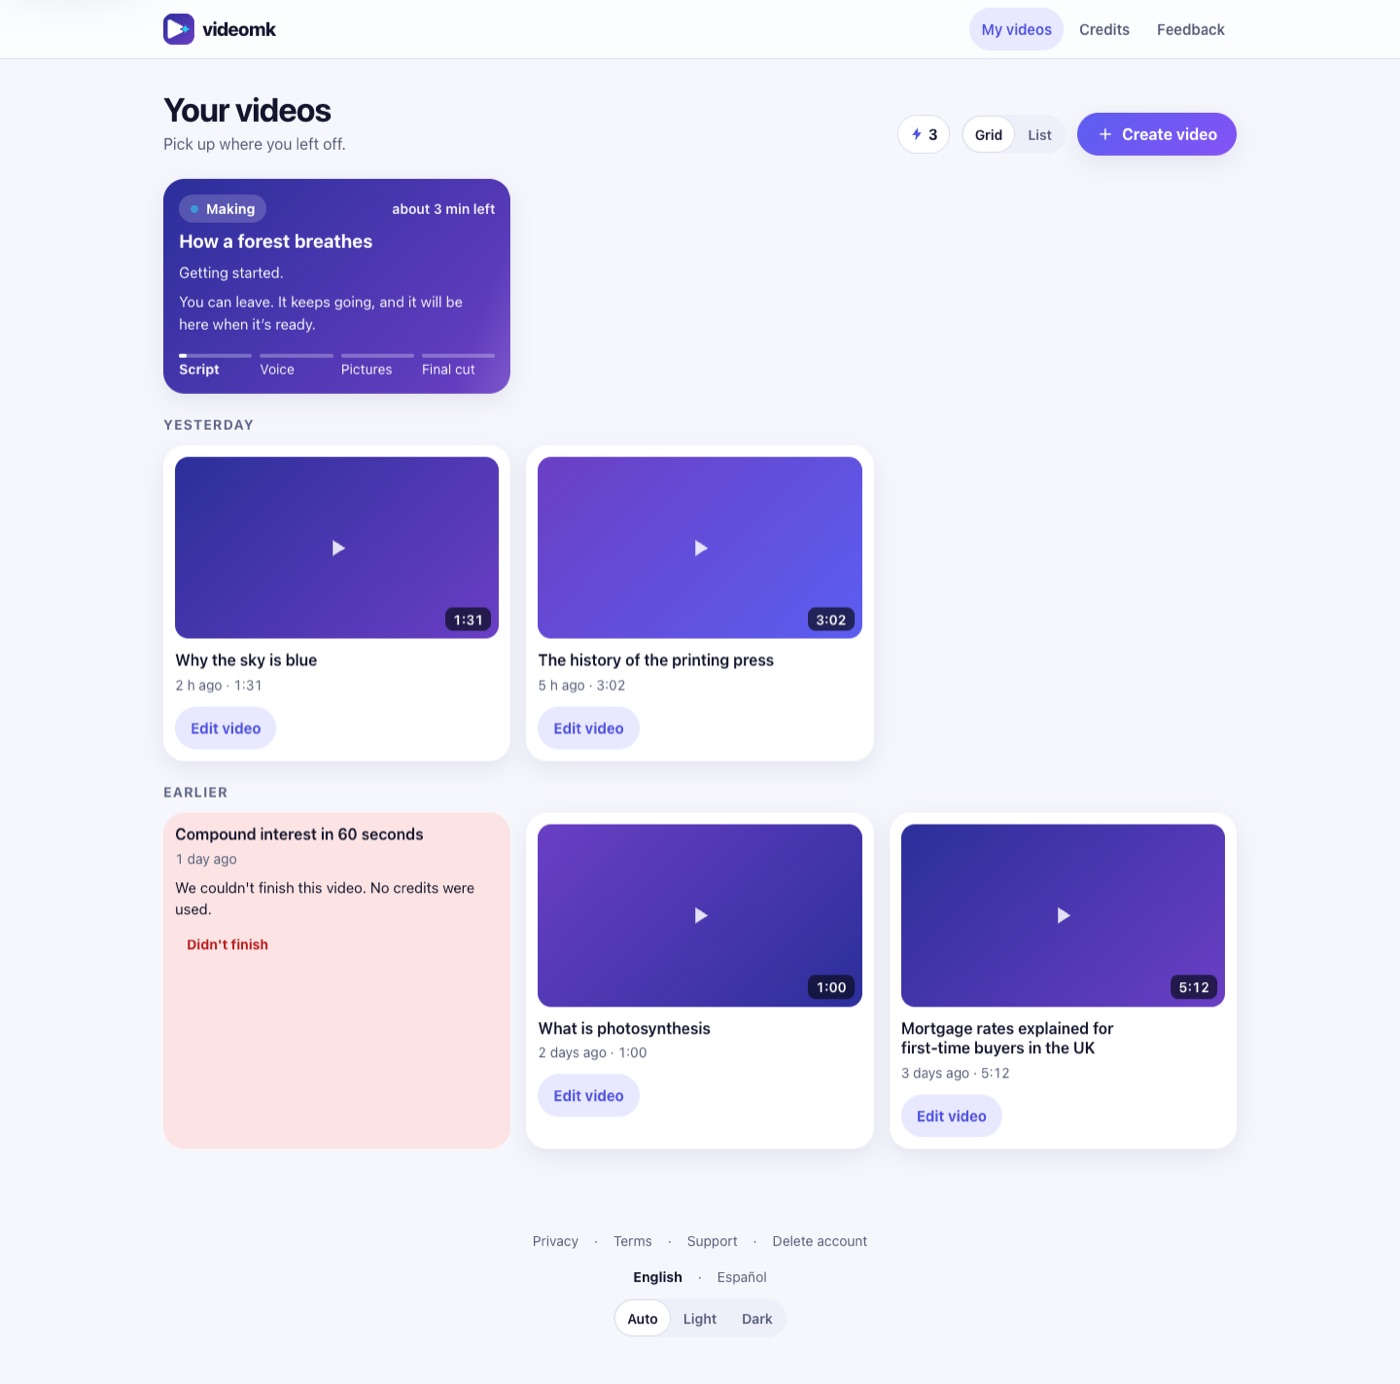 videomk
My videos
Credits
Feedback
Your videos
Pick up where you left off.
3
Grid
List
+ Create video
Making
about 3 min left
How a forest breathes
Getting started.
You can leave. It keeps going, and it will be
here when it’s ready.
Script
Voice
Pictures
Final cut
YESTERDAY
1:31
Why the sky is blue
2 h ago · 1:31
Edit video
3:02
The history of the printing press
5 h ago · 3:02
Edit video
EARLIER
Compound interest in 60 seconds
1 day ago
We couldn't finish this video. No credits were
used.
Didn't finish
1:00
What is photosynthesis
2 days ago · 1:00
Edit video
5:12
Mortgage rates explained for
first-time buyers in the UK
3 days ago · 5:12
Edit video
Privacy · Terms · Support · Delete account
English · Español
Auto
Light
Dark